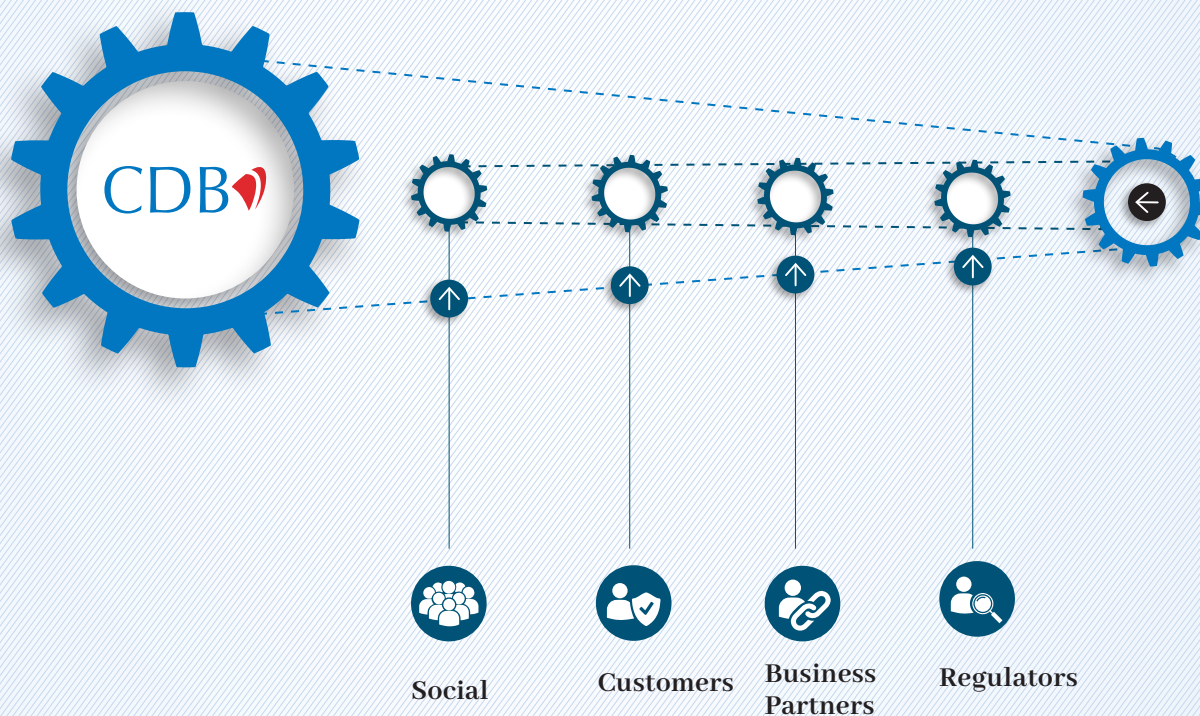 CDB
Social
Customers
Business
Partners
Regulators